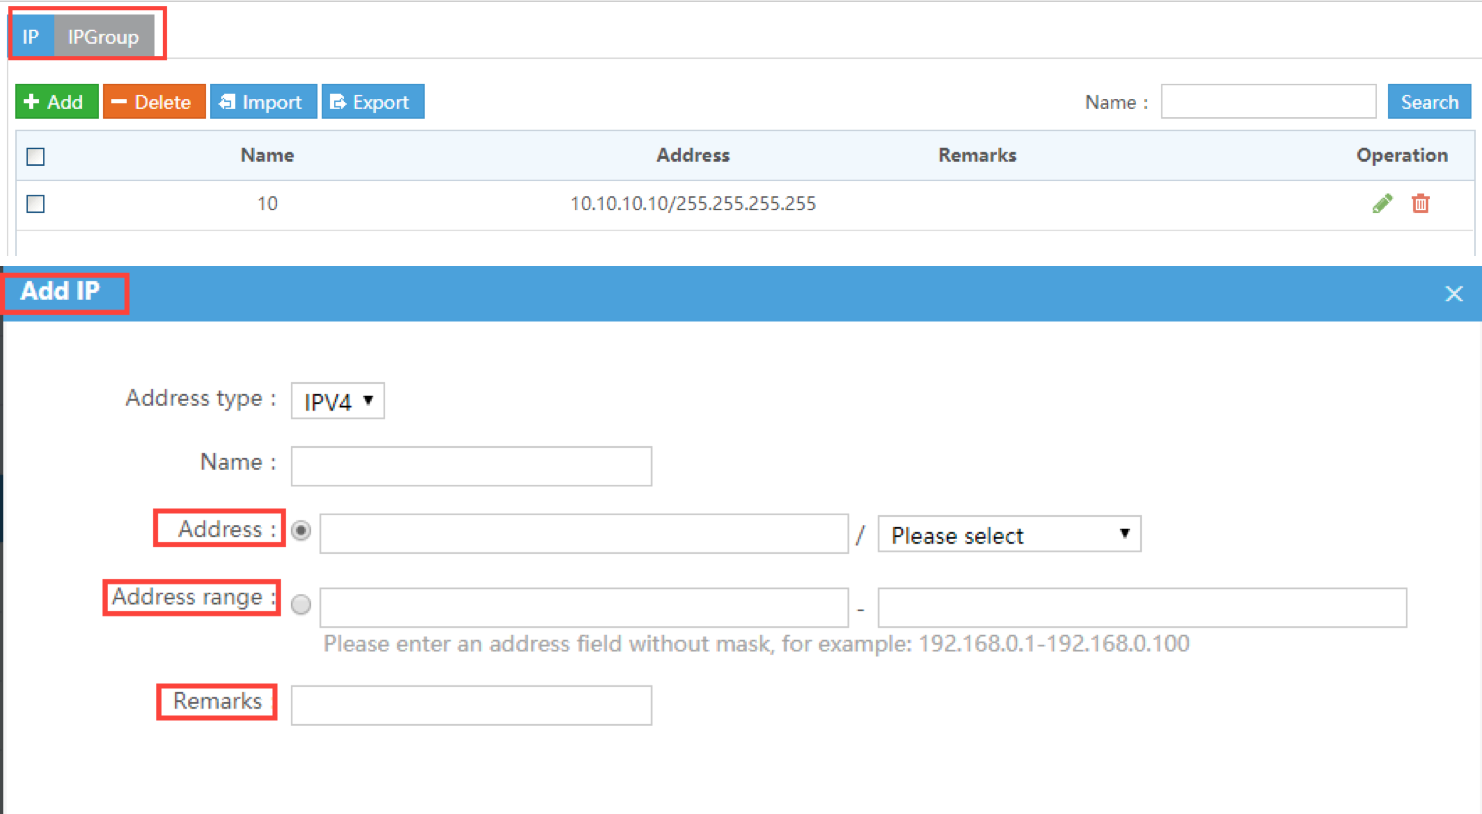 IP IPGroup
Add Delete Import Export Name : Search
Name Address Remarks Operation
10 10.10.10.10/255.255.255.255
Add IP
Address type : IPV4
Name :
Address : / Please select
Address range : -
Please enter an address field without mask, for example: 192.168.0.1-192.168.0.100
Remarks :